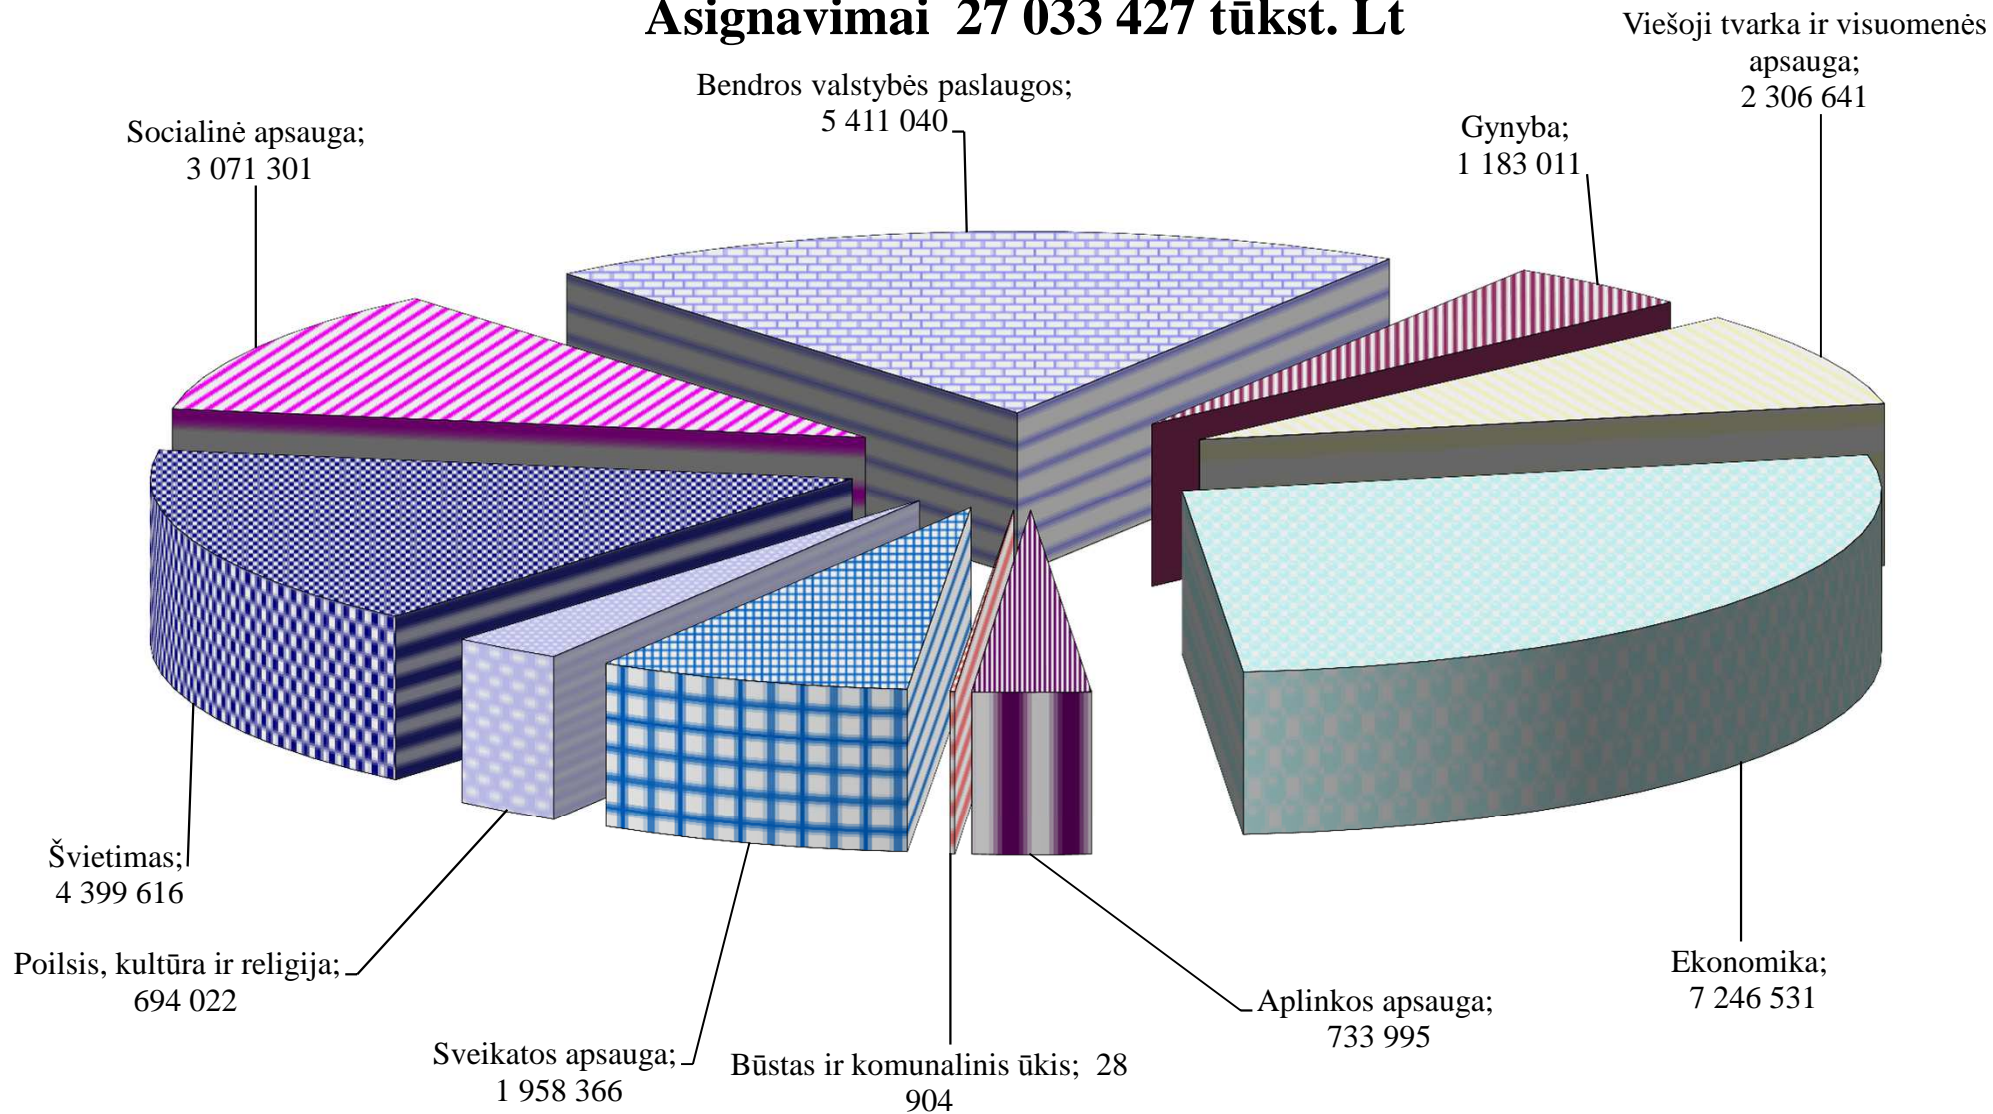 Asignavimai 27 033 427 tūkst. Lt
Viešoji tvarka ir visuomenės
apsauga;
2 306 641
Bendros valstybės paslaugos;
5 411 040
Gynyba;
1 183 011
Socialinė apsauga;
3 071 301
Švietimas;
4 399 616
Poilsis, kultūra ir religija;
694 022
Sveikatos apsauga;
1 958 366
Būstas ir komunalinis ūkis; 28
904
Aplinkos apsauga;
733 995
Ekonomika;
7 246 531